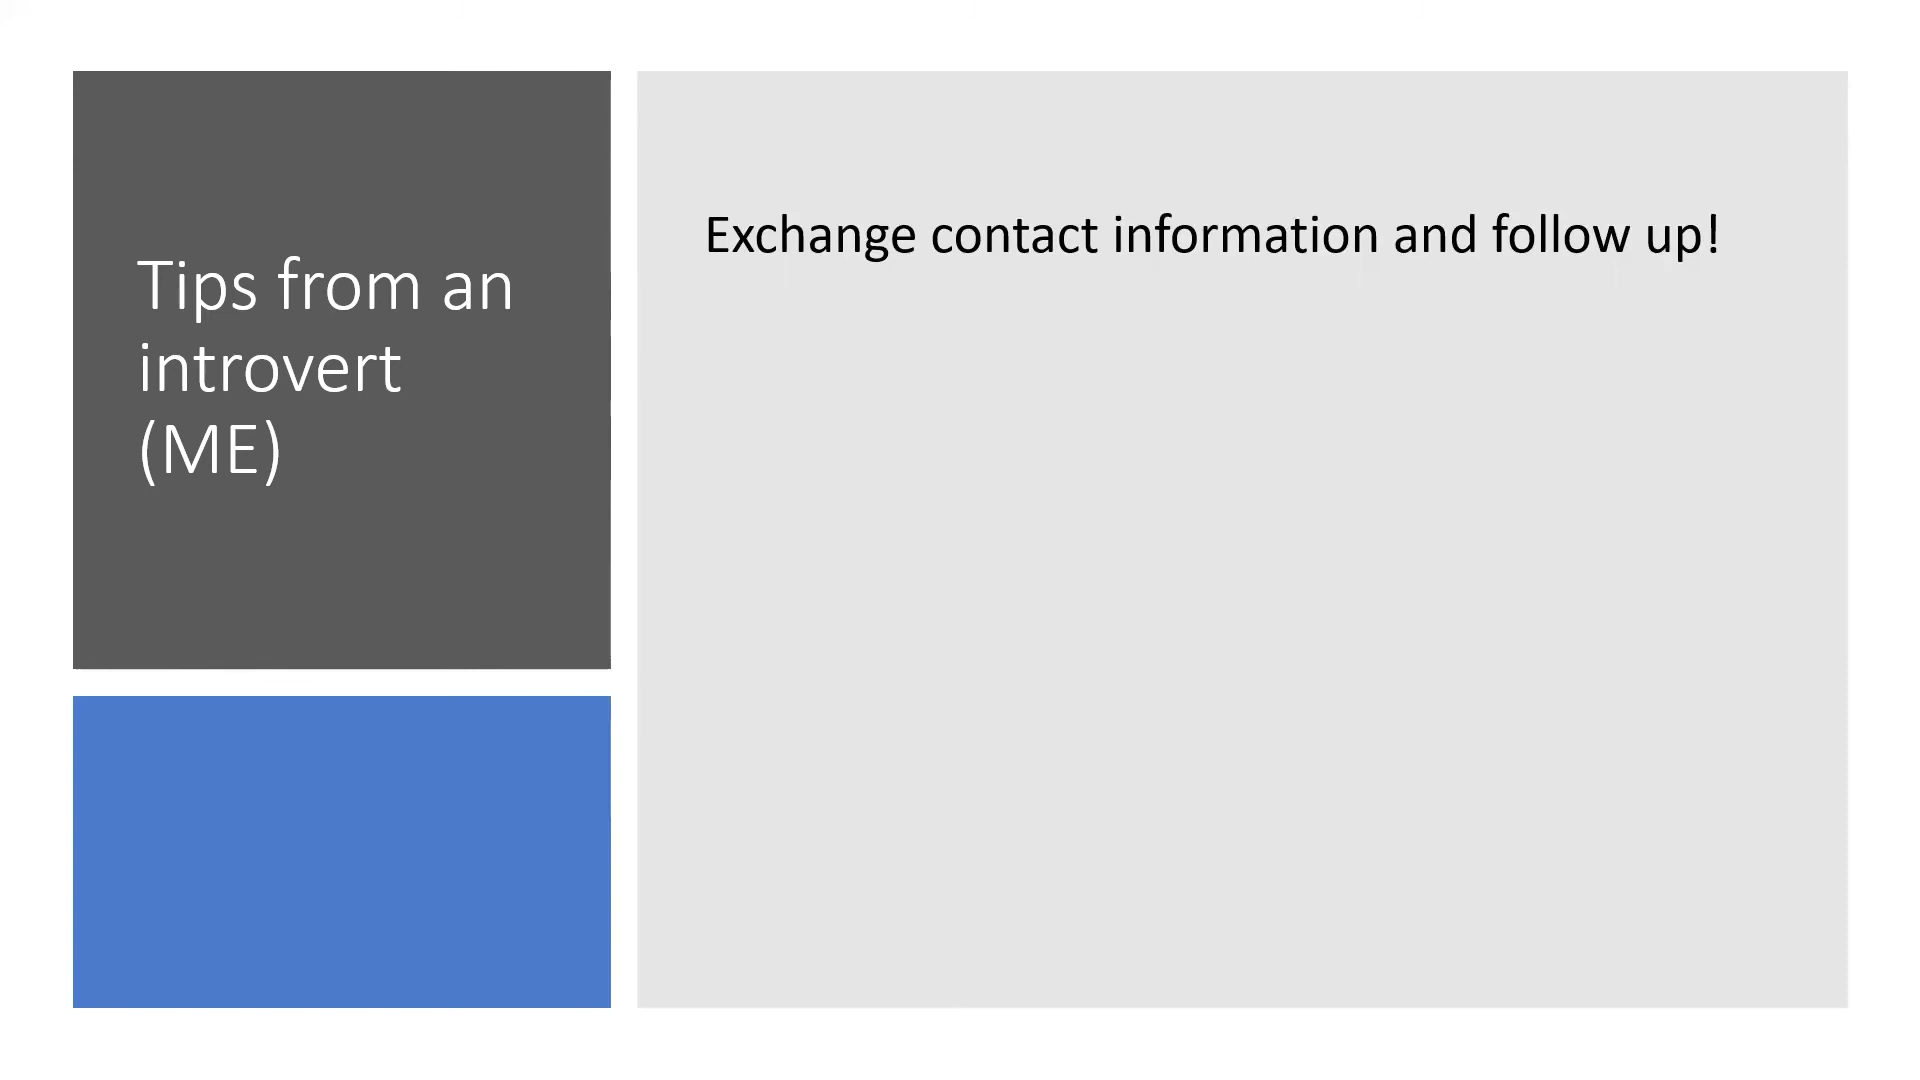 Tips from an
introvert
(ME)
Exchange contact information and follow up!